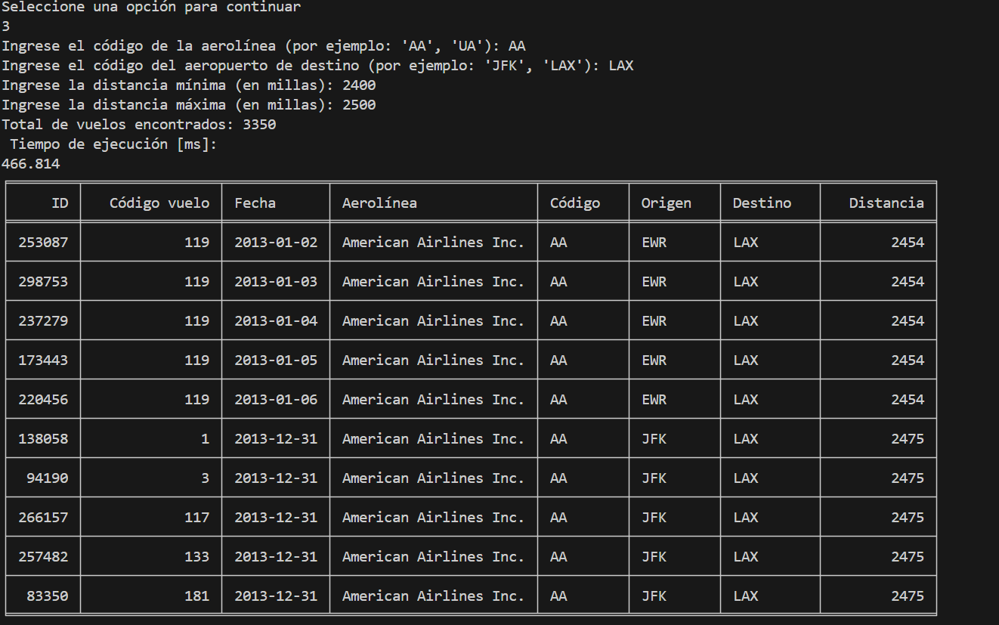 Seleccione una opción para continuar
3
Ingrese el código de la aerolínea (por ejemplo: 'AA', 'UA'): AA
Ingrese el código del aeropuerto de destino (por ejemplo: 'JFK', 'LAX'): LAX
Ingrese la distancia mínima (en millas): 2400
Ingrese la distancia máxima (en millas): 2500
Total de vuelos encontrados: 3350
Tiempo de ejecución [ms]:
466.814
ID Código vuelo Fecha Aerolínea Código Origen Destino Distancia
253087 119 2013-01-02 American Airlines Inc. AA EWR LAX 2454
298753 119 2013-01-03 American Airlines Inc. AA EWR LAX 2454
237279 119 2013-01-04 American Airlines Inc. AA EWR LAX 2454
173443 119 2013-01-05 American Airlines Inc. AA EWR LAX 2454
220456 119 2013-01-06 American Airlines Inc. AA EWR LAX 2454
138058 1 2013-12-31 American Airlines Inc. AA JFK LAX 2475
94190 3 2013-12-31 American Airlines Inc. AA JFK LAX 2475
266157 117 2013-12-31 American Airlines Inc. AA JFK LAX 2475
257482 133 2013-12-31 American Airlines Inc. AA JFK LAX 2475
83350 181 2013-12-31 American Airlines Inc. AA JFK LAX 2475